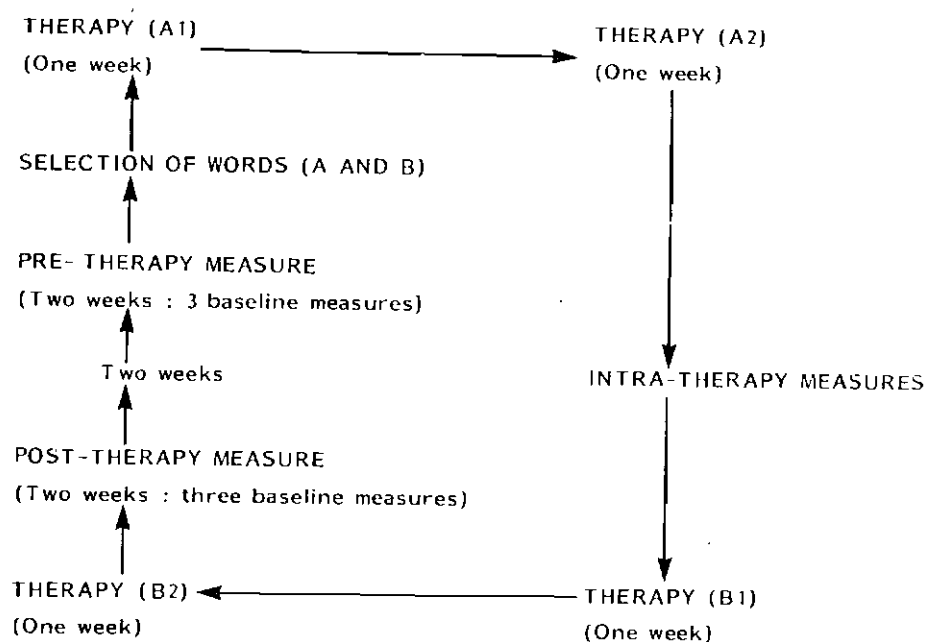 THERAPY (A1)
(One week)
THERAPY (A2)
(One week)
SELECTION OF WORDS (A AND B)
PRE- THERAPY MEASURE
(Two weeks : 3 baseline measures)
Two weeks
INTRA-THERAPY MEASURES
POST-THERAPY MEASURE
(Two weeks : three baseline measures)
THERAPY (B2)
(One week)
THERAPY (B1)
(One week)